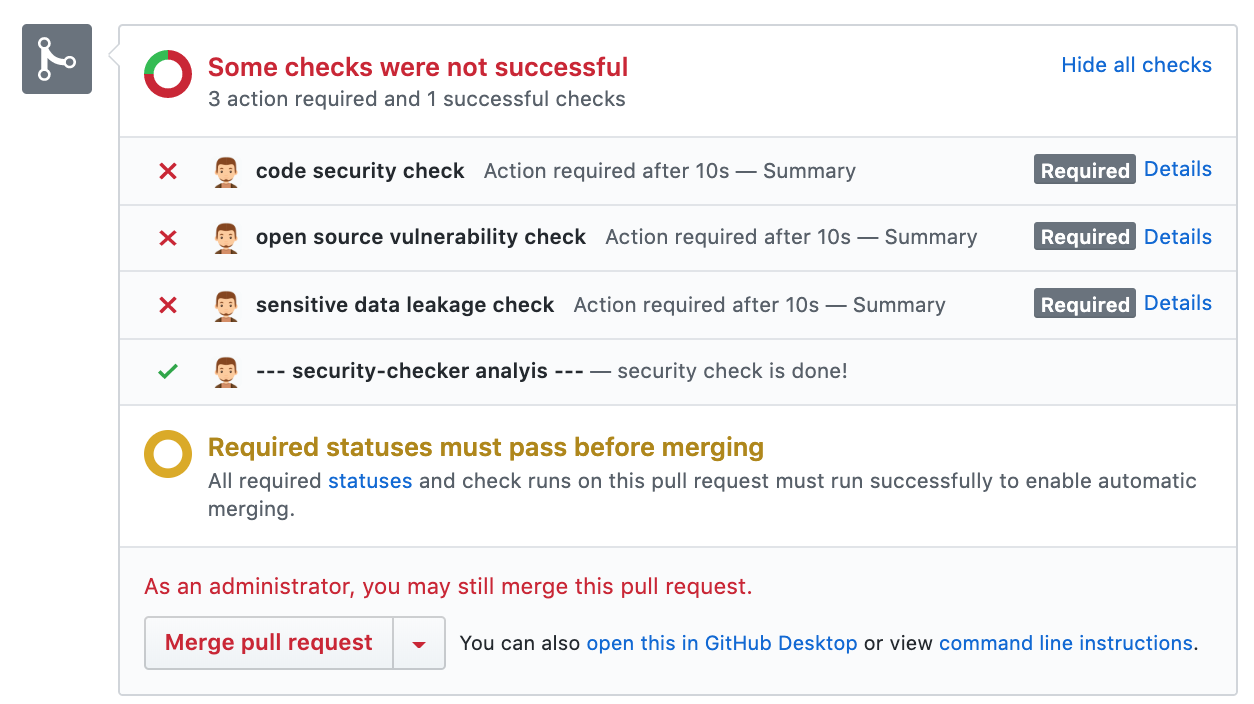 Some checks were not successful
Hide all checks
3 action required and 1 successful checks
code security check Action required after 10s — Summary Required Details
open source vulnerability check Action required after 10s — Summary Required Details
sensitive data leakage check Action required after 10s — Summary Required Details
--- security-checker analyis --- — security check is done!
Required statuses must pass before merging
All required statuses and check runs on this pull request must run successfully to enable automatic
merging.
As an administrator, you may still merge this pull request.
Merge pull request You can also open this in GitHub Desktop or view command line instructions.